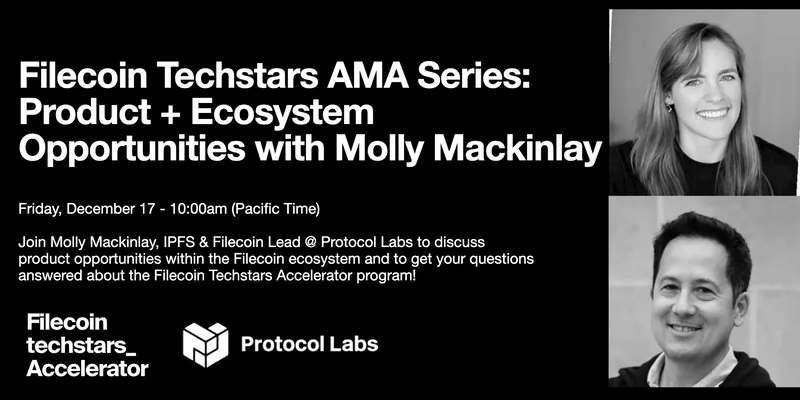 Filecoin Techstars AMA Series:
Product + Ecosystem
Opportunities with Molly Mackinlay
Friday, December 17 - 10:00am (Pacific Time)
Join Molly Mackinlay, IPFS & Filecoin Lead @ Protocol Labs to discuss
product opportunities within the Filecoin ecosystem and to get your questions
answered about the Filecoin Techstars Accelerator program!
Filecoin
techstars_
Accelerator
Protocol Labs